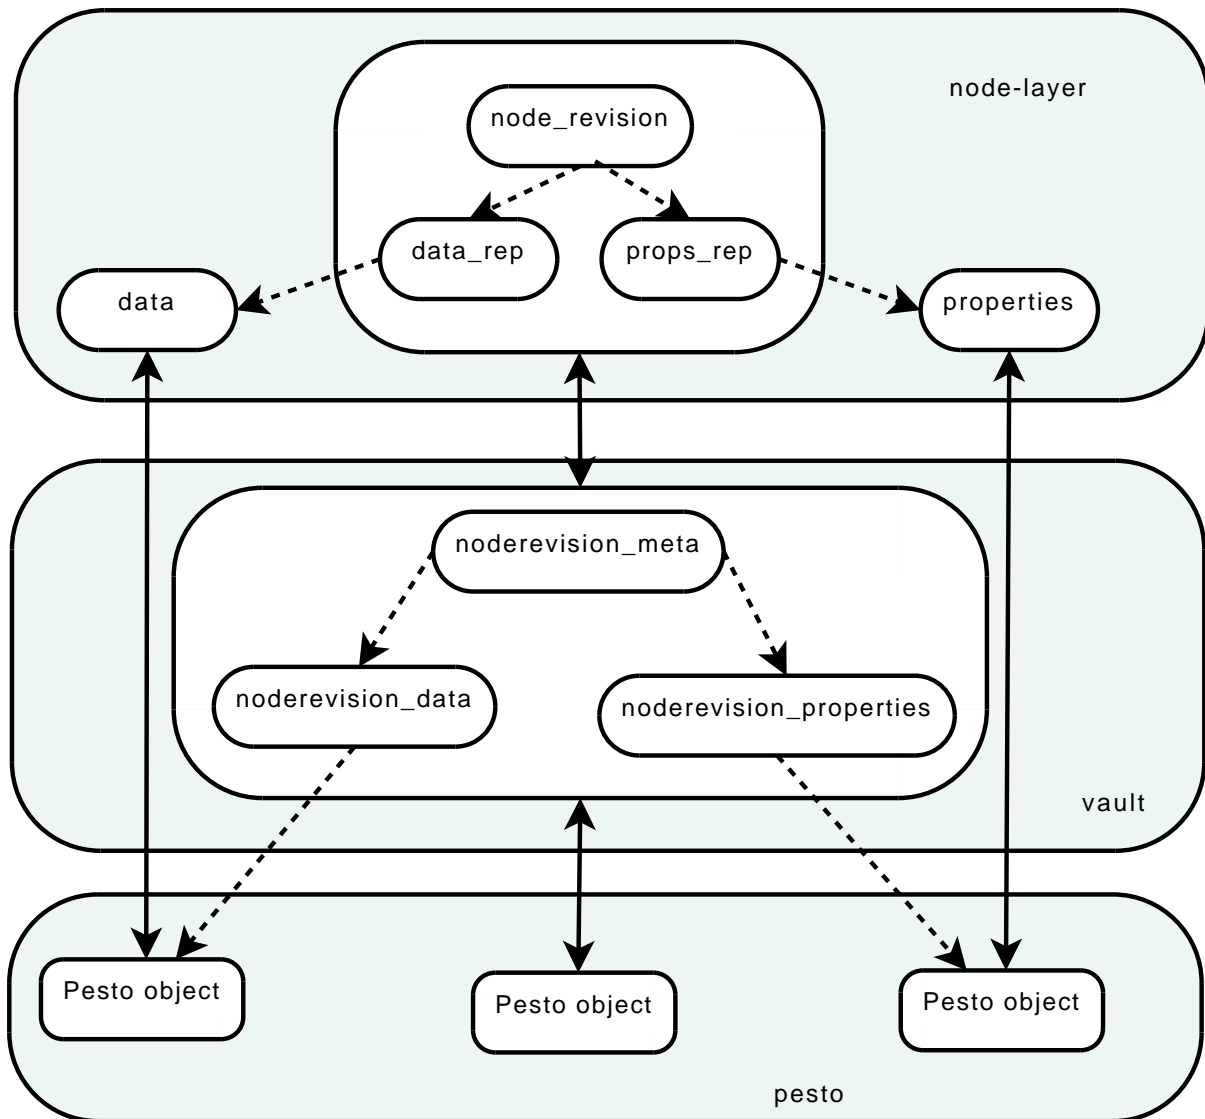 node-layer
node_revision
data_rep
props_rep
data
properties
noderevision_meta
noderevision_data
noderevision_properties
vault
Pesto object
Pesto object
Pesto object
pesto